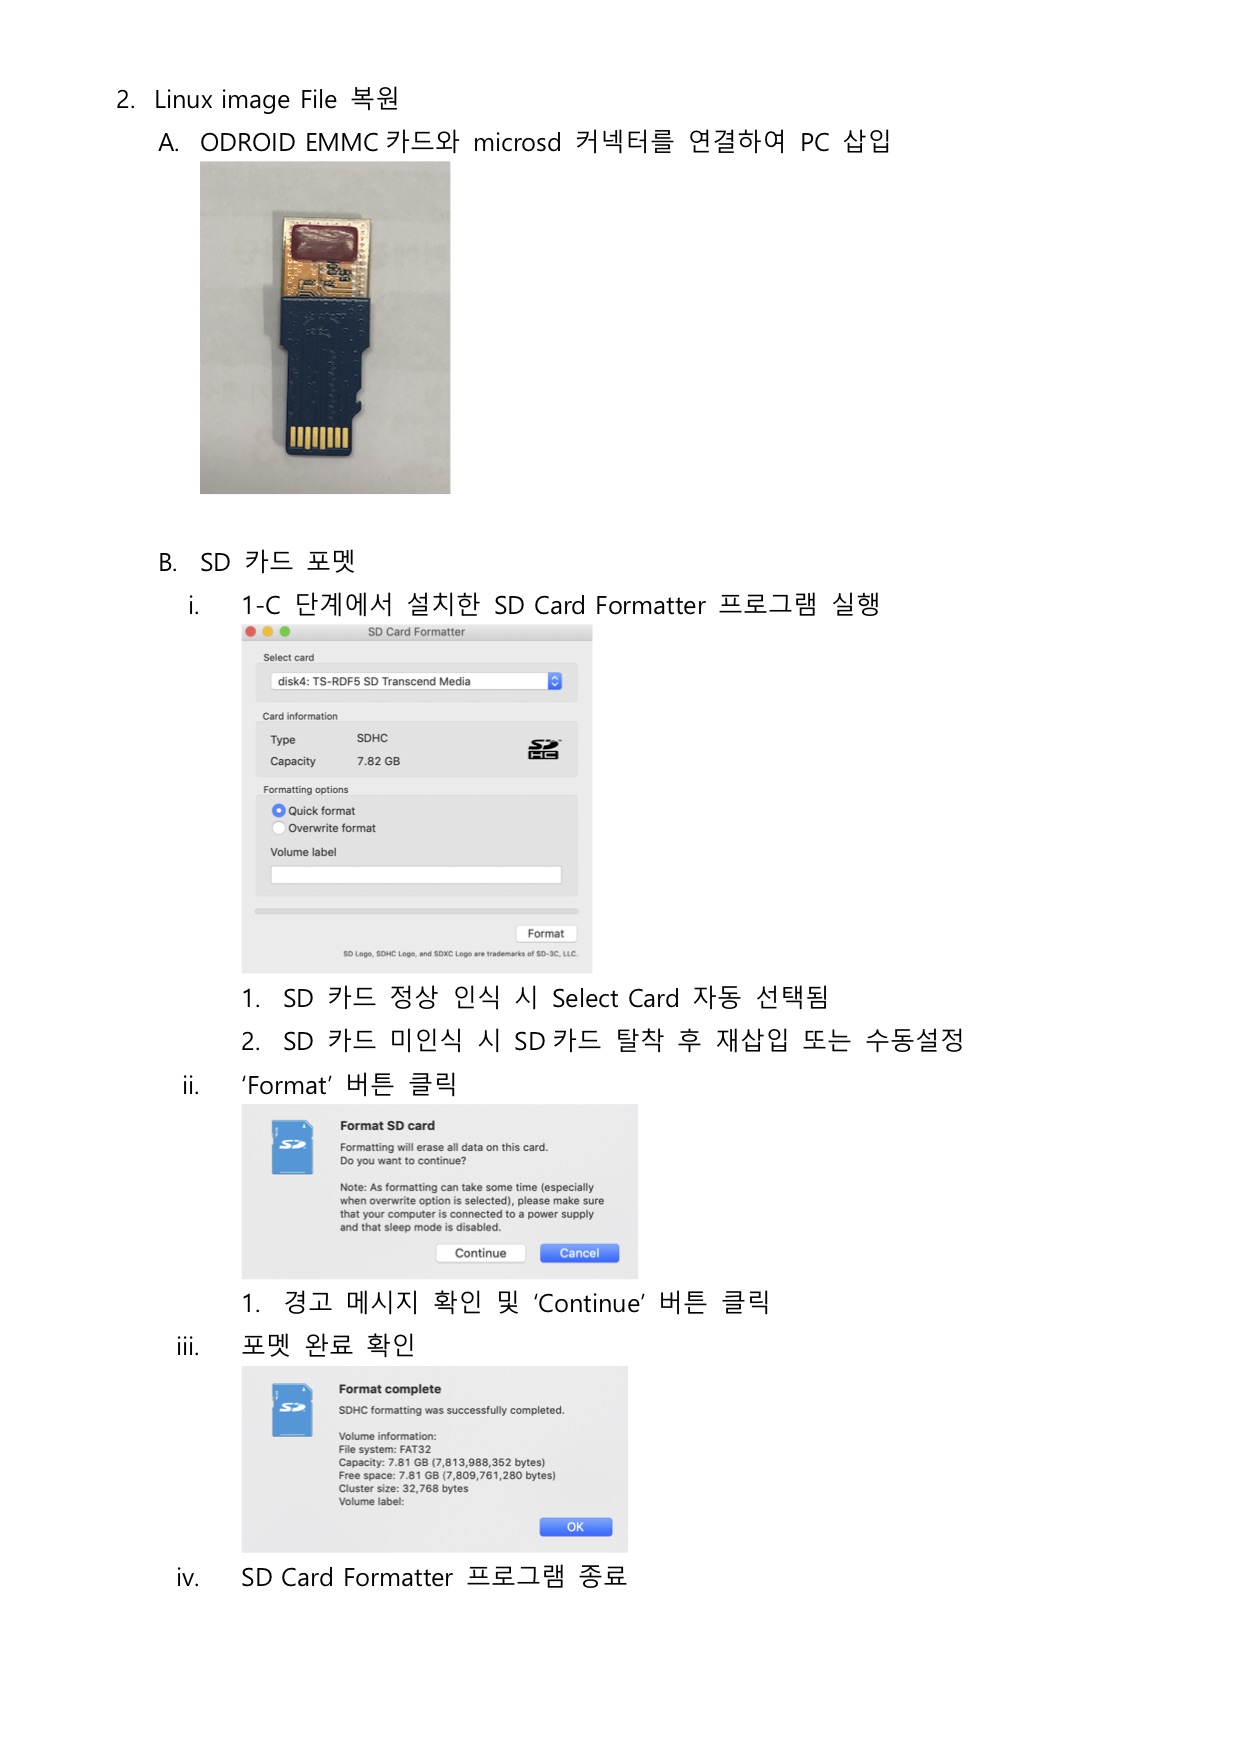 2. Linux image File 복원
A. ODROID EMMC 카드와 microsd 커넥터를 연결하여 PC 삽입
B. SD 카드 포멧
i. 1-C 단계에서 설치한 SD Card Formatter 프로그램 실행
SD Card Formatter
Select card
disk4: TS-RDF5 SD Transcend Media
Card information
Type SDHC
Capacity 7.82 GB
SD HC
Formatting options
Quick format
Overwrite format
Volume label
Format
SD Logo, SDHC Logo, and SDXC Logo are trademarks of SD-3C, LLC.
1. SD 카드 정상 인식 시 Select Card 자동 선택됨
2. SD 카드 미인식 시 SD 카드 탈착 후 재삽입 또는 수동설정
ii. ‘Format’ 버튼 클릭
SD
Format SD card
Formatting will erase all data on this card.
Do you want to continue?
Note: As formatting can take some time (especially
when overwrite option is selected), please make sure
that your computer is connected to a power supply
and that sleep mode is disabled.
Continue Cancel
1. 경고 메시지 확인 및 ‘Continue’ 버튼 클릭
iii. 포멧 완료 확인
SD
Format complete
SDHC formatting was successfully completed.
Volume information:
File system: FAT32
Capacity: 7.81 GB (7,813,988,352 bytes)
Free space: 7.81 GB (7,809,761,280 bytes)
Cluster size: 32,768 bytes
Volume label:
OK
iv. SD Card Formatter 프로그램 종료